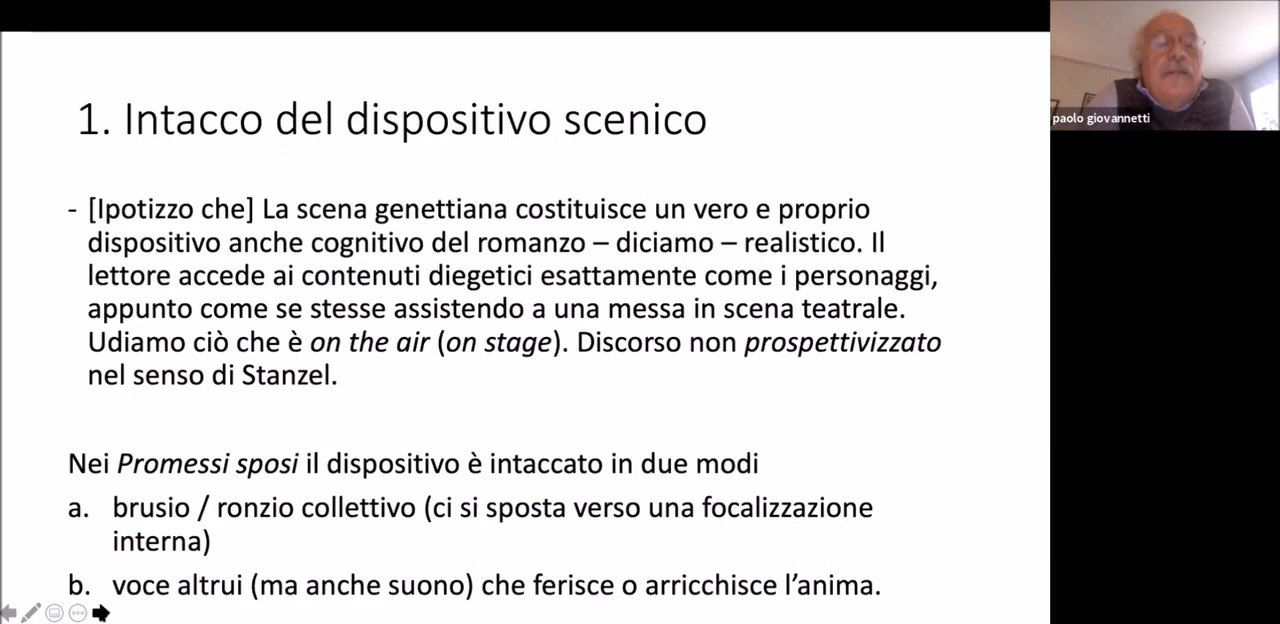 1. Intacco del dispositivo scenico
- [Ipotizzo che] La scena genettiana costituisce un vero e proprio
dispositivo anche cognitivo del romanzo – diciamo – realistico. Il
lettore accede ai contenuti diegetici esattamente come i personaggi,
appunto come se stesse assistendo a una messa in scena teatrale.
Udiamo ciò che è on the air (on stage). Discorso non prospettivizzato
nel senso di Stanzel.
Nei Promessi sposi il dispositivo è intaccato in due modi
a. brusio / ronzio collettivo (ci si sposta verso una focalizzazione
interna)
b. voce altrui (ma anche suono) che ferisce o arricchisce l’anima.
paolo giovannetti